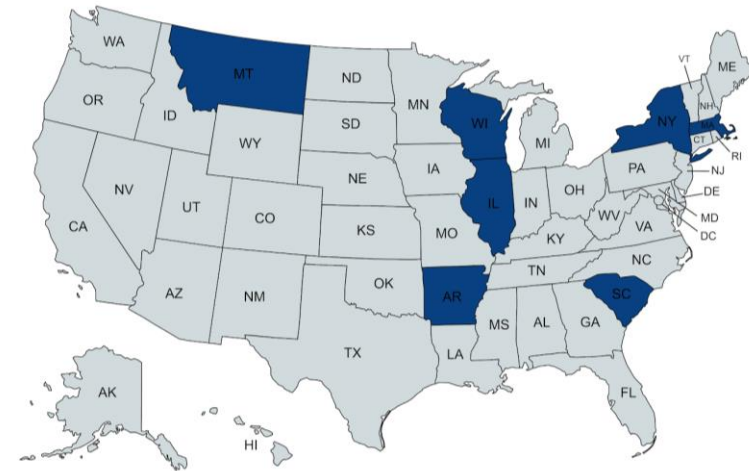 WA
MT
ND
MN
VT
ME
OR
ID
SD
WI
NY
NH
MA
WY
MI
CT
RI
IA
PA
NJ
NE
NV
OH
DE
UT
IL
IN
CO
WV
MD
CA
KS
MO
VA
DC
KY
NC
TN
OK
AZ
NM
AR
SC
MS
AL
GA
TX
LA
AK
FL
HI